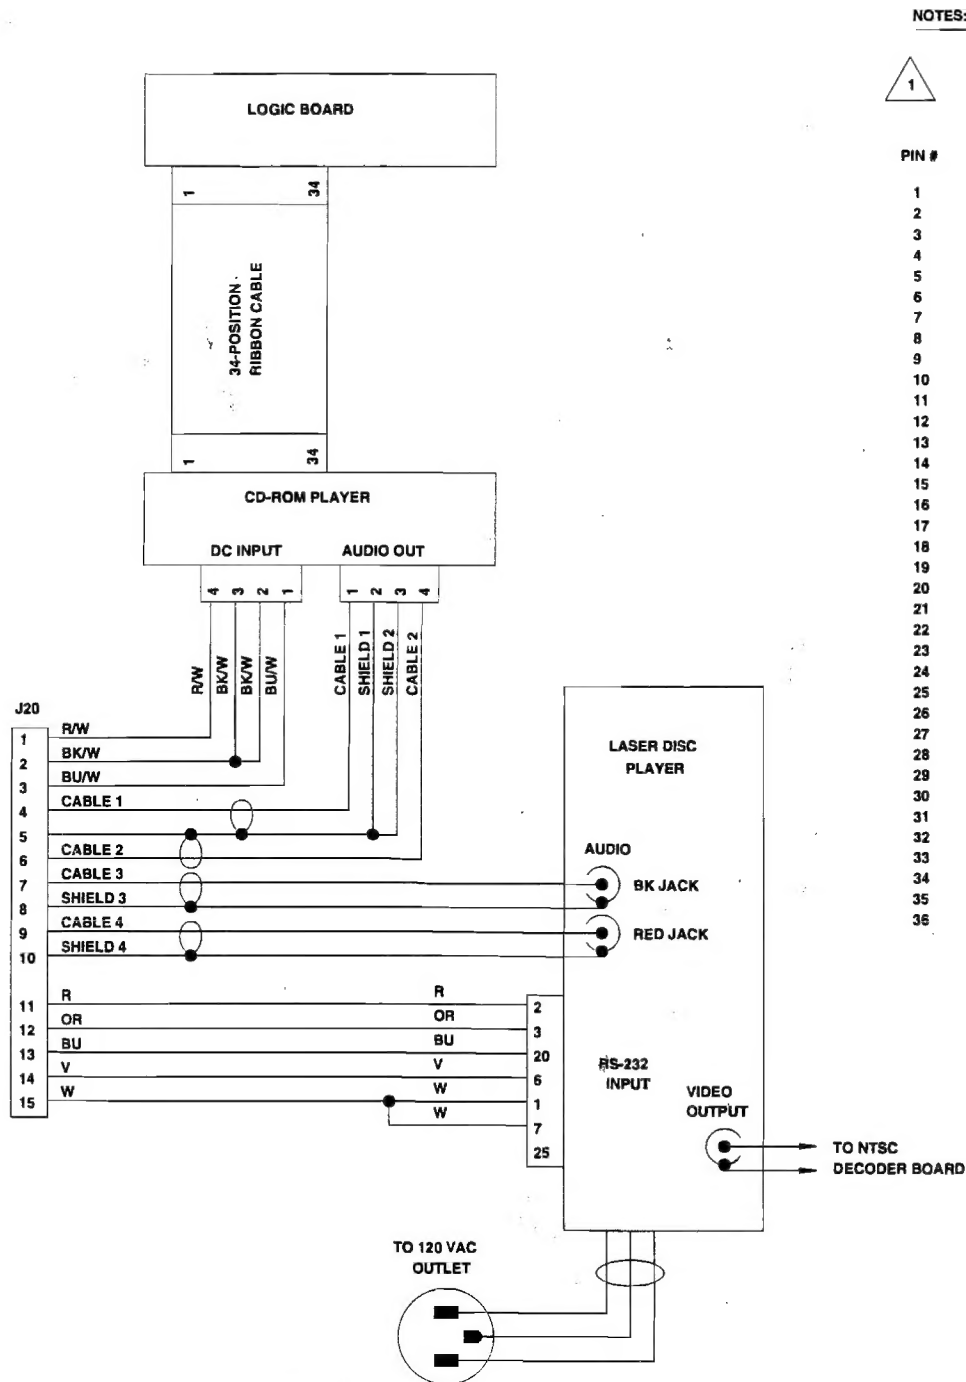 NOTES:
1
LOGIC BOARD
1 34
34-POSITION
RIBBON CABLE
1 34
CD-ROM PLAYER
DC INPUT AUDIO OUT
4 3 2 1 1 2 3 4
R/W
BK/W
BK/W
BU/W
CABLE 1
SHIELD 1
SHIELD 2
CABLE 2
J20
1 R/W
2 BK/W
3 BU/W
4 CABLE 1
5
6 CABLE 2
7 CABLE 3
8 SHIELD 3
9 CABLE 4
10 SHIELD 4
11 R R 2
12 OR OR 3
13 BU BU 20
14 V V 6
15 W W 1
W 7
25
LASER DISC
PLAYER
AUDIO
BK JACK
RED JACK
RS-232
INPUT
VIDEO
OUTPUT
TO NTSC
DECODER BOARD
TO 120 VAC
OUTLET
PIN #
1
2
3
4
5
6
7
8
9
10
11
12
13
14
15
16
17
18
19
20
21
22
23
24
25
26
27
28
29
30
31
32
33
34
35
36